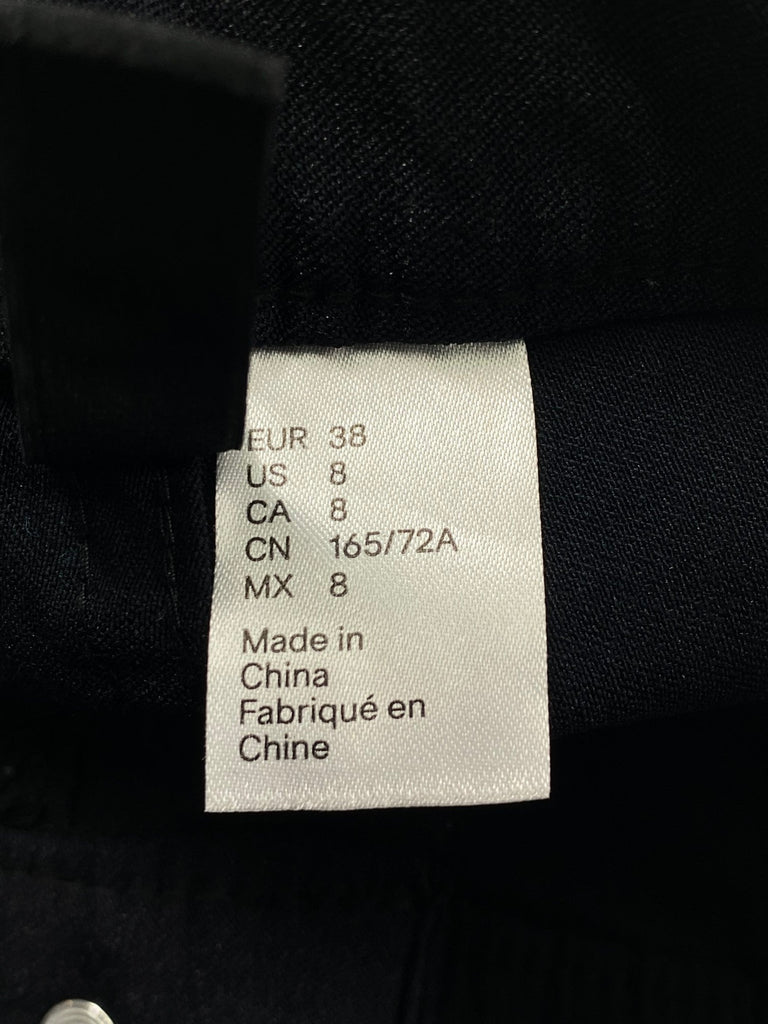 EUR 38
US 8
CA 8
CN 165/72A
MX 8
Made in
China
Fabriqué en
Chine